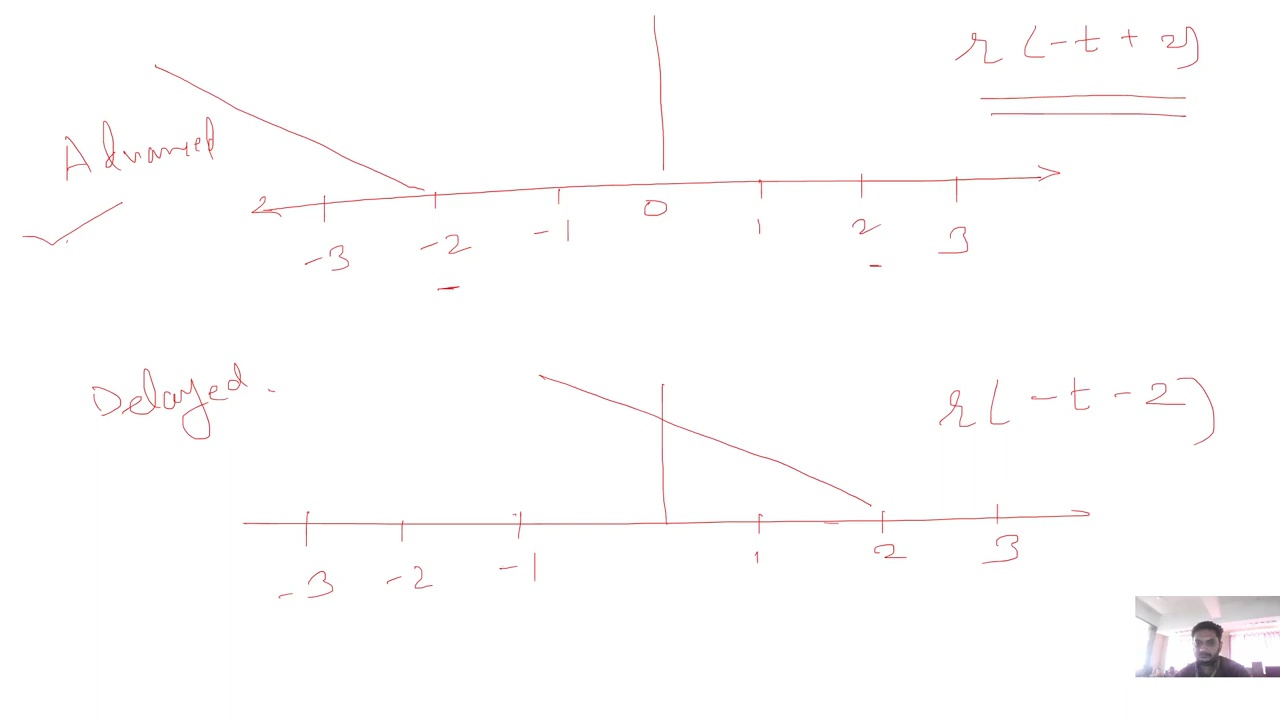 r(-t+2)
Advanced
-3 -2 -1 0 1 2 3
Delayed.
r(-t-2)
-3 -2 -1 1 2 3